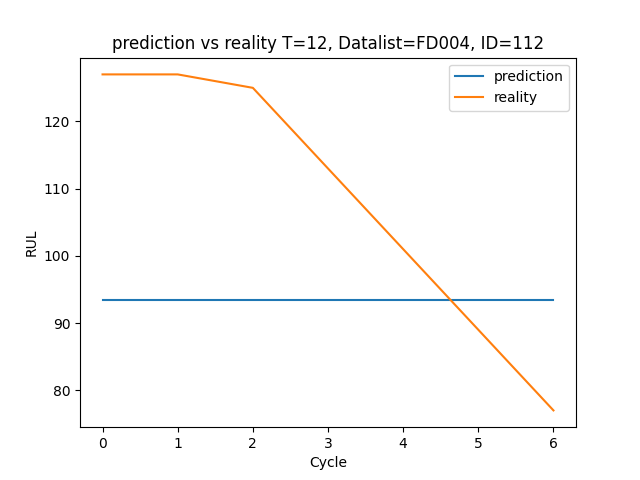 prediction vs reality T=12, Datalist=FD004, ID=112
prediction
reality
120
110
100
90
80
RUL
0 1 2 3 4 5 6
Cycle